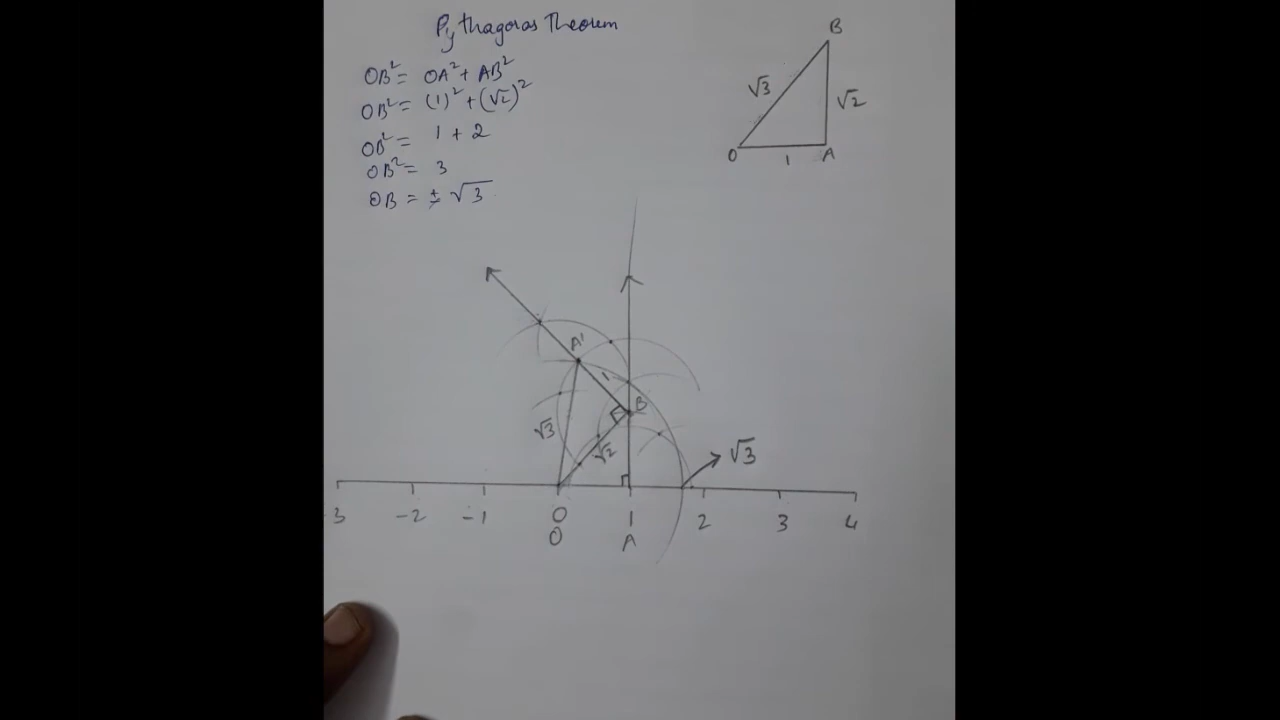 Pythagoras Theorem
OB² = OA² + AB²
OB² = (1)² + (√2)²
OB² = 1 + 2
OB² = 3
OB = ± √3
B
√3
√2
O
1
A
A'
1
B
√3
√2
√3
-3 -2 -1 0 1 2 3 4
O A